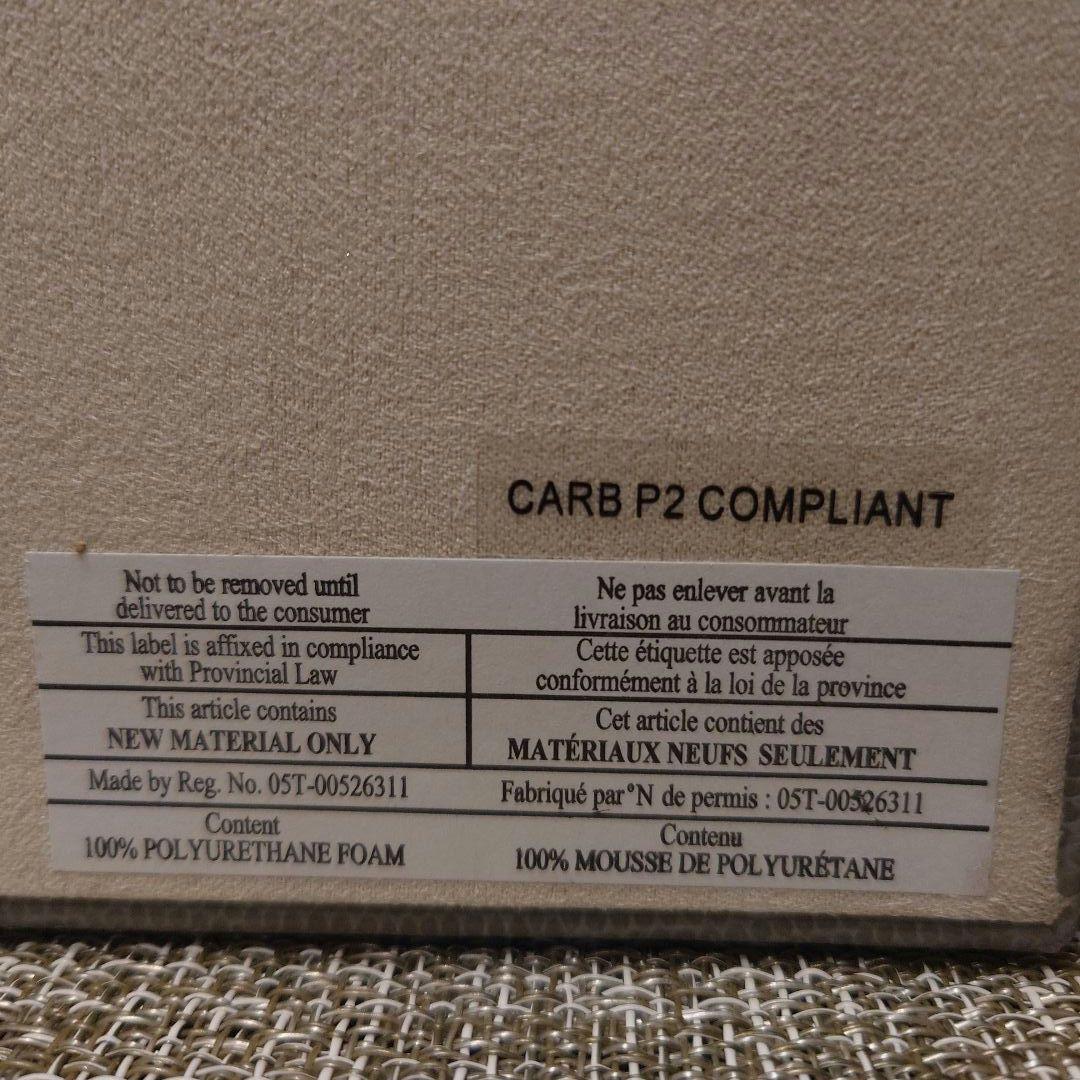 CARB P2 COMPLIANT
Not to be removed until
delivered to the consumer
Ne pas enlever avant la
livraison au consommateur
This label is affixed in compliance
with Provincial Law
Cette étiquette est apposée
conformément à la loi de la province
This article contains
NEW MATERIAL ONLY
Cet article contient des
MATÉRIAUX NEUFS SEULEMENT
Made by Reg. No. 05T-00526311
Fabriqué par°N de permis : 05T-00526311
Content
100% POLYURETHANE FOAM
Contenu
100% MOUSSE DE POLYURÉTANE